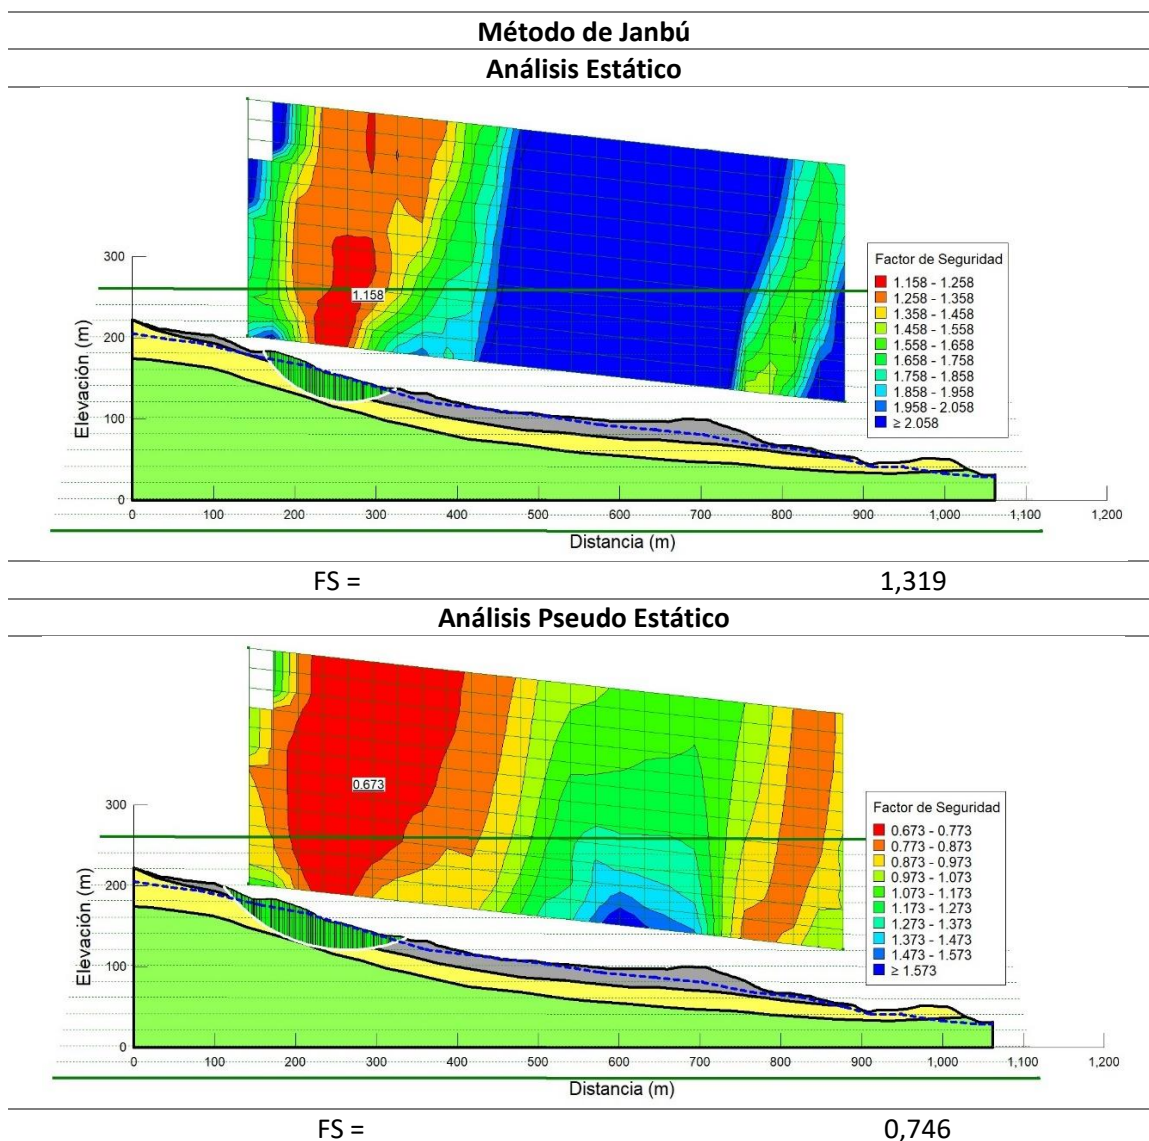 Método de Janbú
Análisis Estático
1.158
300
200
100
0
Elevación (m)
0 100 200 300 400 500 600 700 800 900 1,000 1,100 1,200
Distancia (m)
Factor de Seguridad
1.158 - 1.258
1.258 - 1.358
1.358 - 1.458
1.458 - 1.558
1.558 - 1.658
1.658 - 1.758
1.758 - 1.858
1.858 - 1.958
1.958 - 2.058
≥ 2.058
FS = 1,319
Análisis Pseudo Estático
0.673
300
200
100
0
Elevación (m)
0 100 200 300 400 500 600 700 800 900 1,000 1,100 1,200
Distancia (m)
Factor de Seguridad
0.673 - 0.773
0.773 - 0.873
0.873 - 0.973
0.973 - 1.073
1.073 - 1.173
1.173 - 1.273
1.273 - 1.373
1.373 - 1.473
1.473 - 1.573
≥ 1.573
FS = 0,746